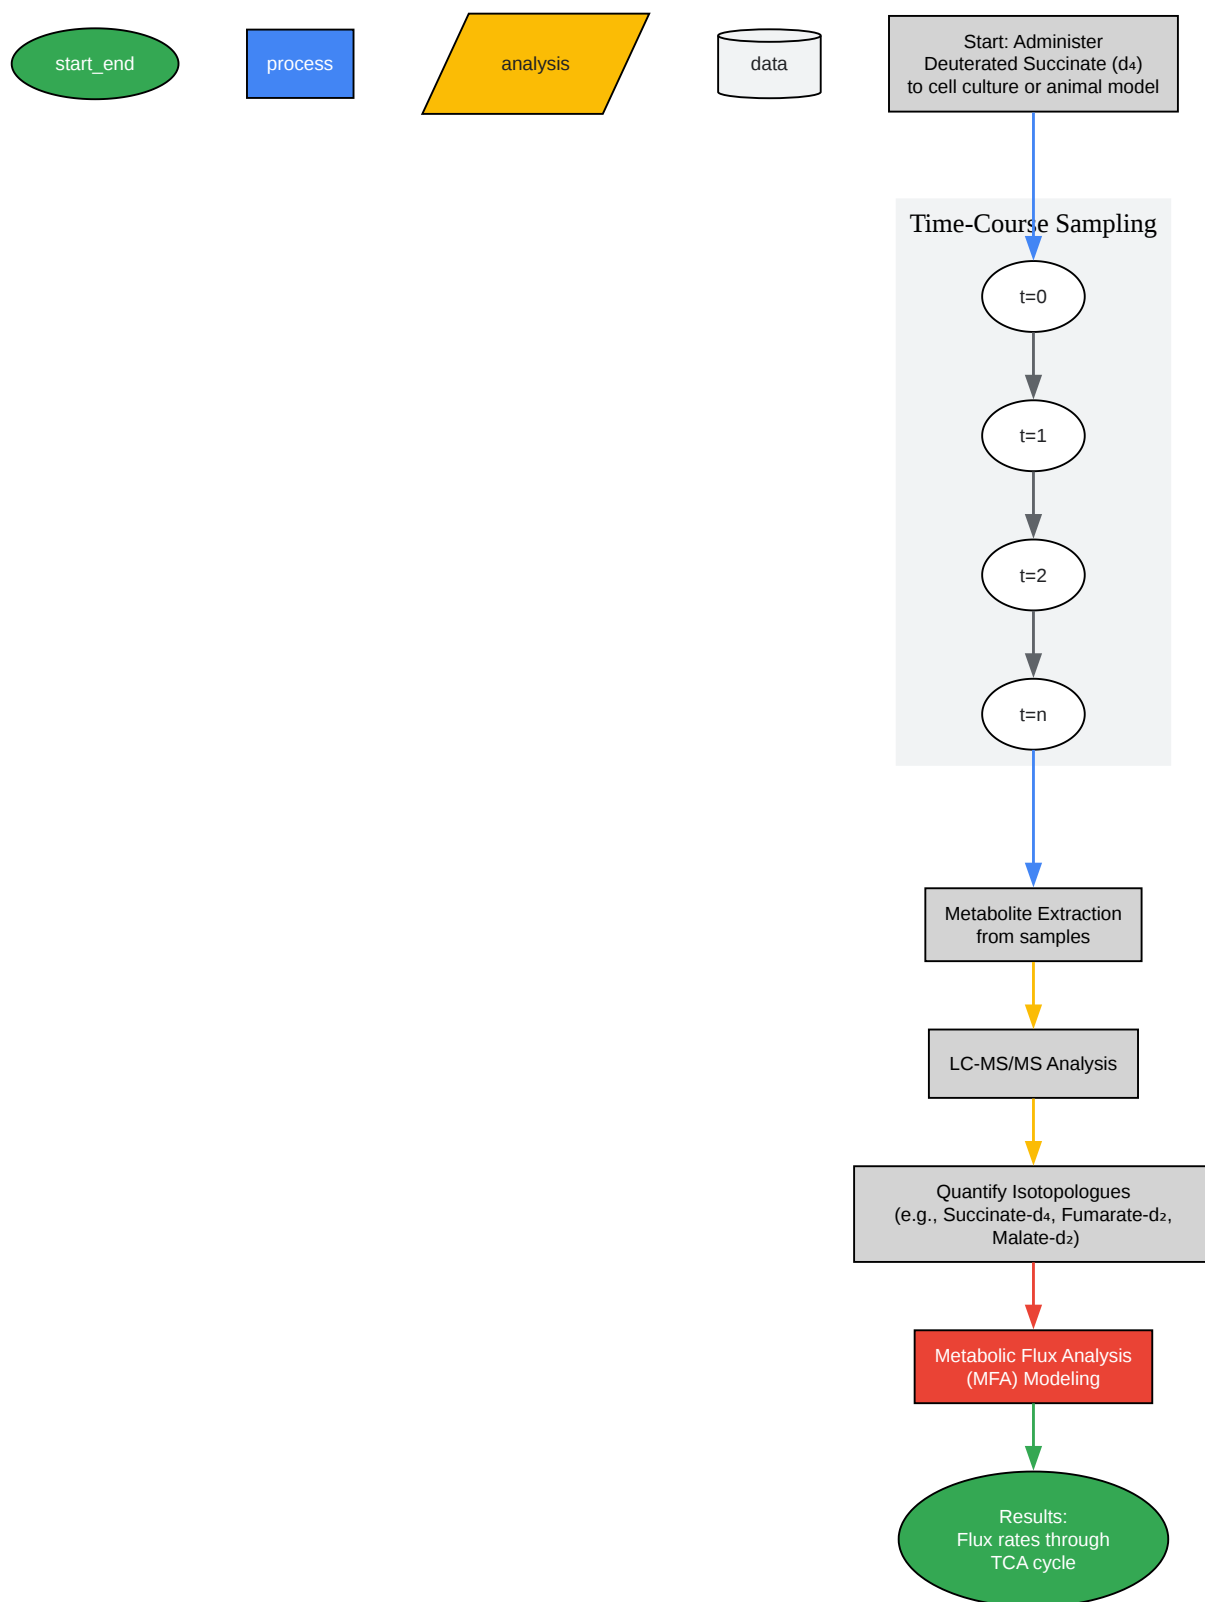 start_end
process
analysis
data
Start: Administer
Deuterated Succinate (d₄)
to cell culture or animal model
Time-Course Sampling
t=0
t=1
t=2
t=n
Metabolite Extraction
from samples
LC-MS/MS Analysis
Quantify Isotopologues
(e.g., Succinate-d₄, Fumarate-d₂,
Malate-d₂)
Metabolic Flux Analysis
(MFA) Modeling
Results:
Flux rates through
TCA cycle